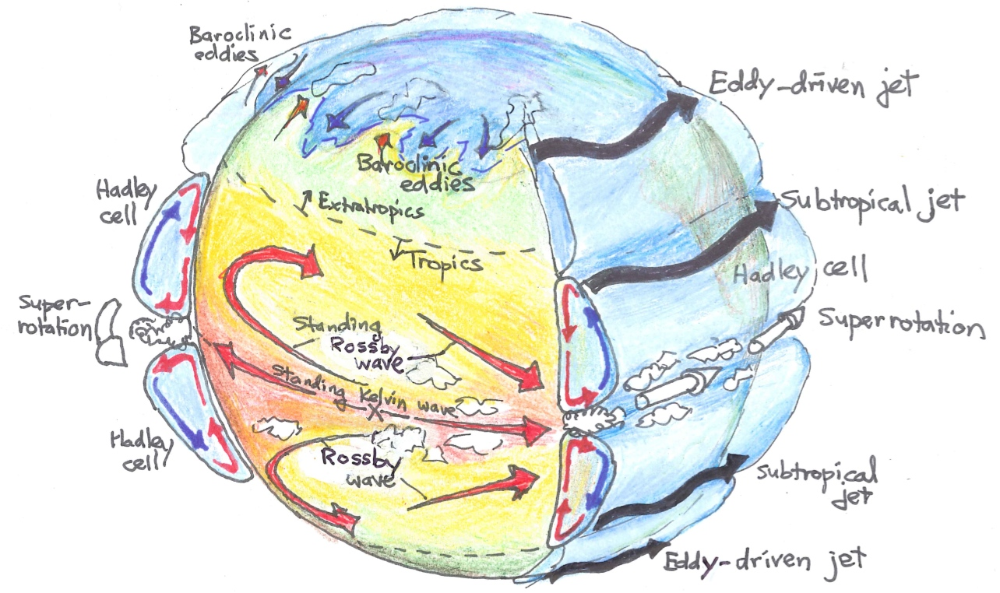 Baroclinic
eddies
Eddy-driven jet
Baroclinic
eddies
Hadley
cell
Extratropics
Subtropical jet
Tropics
Hadley cell
Super-
rotation
Standing
Rossby
wave
Superrotation
Standing Kelvin wave
X
Hadley
cell
Rossby
wave
Subtropical
jet
Eddy-driven jet